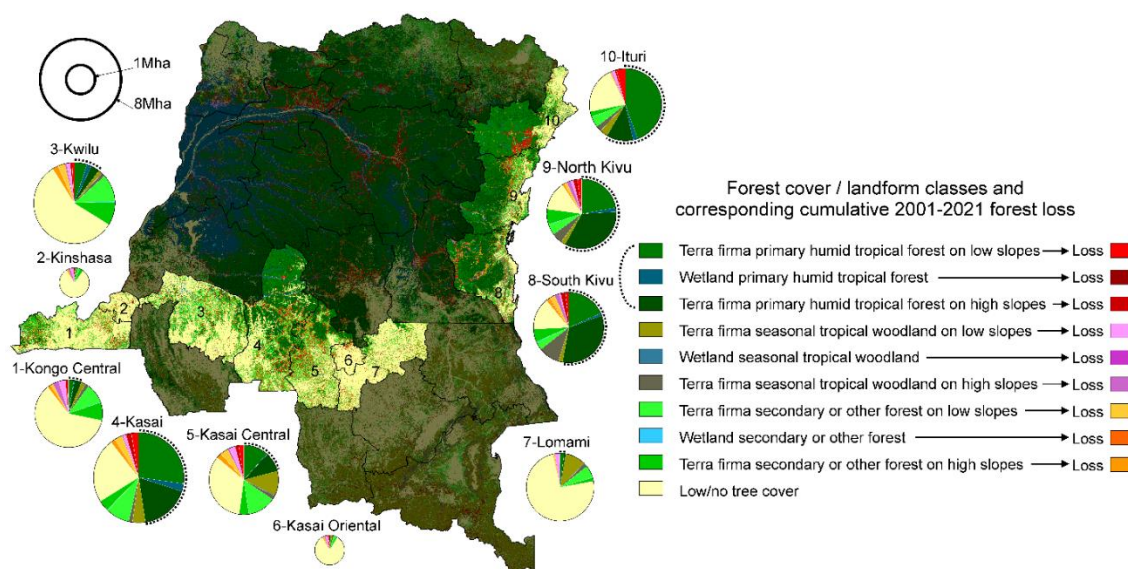 1Mha
8Mha
10-Ituri
3-Kwilu
9-North Kivu
2-Kinshasa
8-South Kivu
1-Kongo Central
4-Kasai
5-Kasai Central
7-Lomami
6-Kasai Oriental
1
2
3
4
5
6
7
8
9
10
Forest cover / landform classes and
corresponding cumulative 2001-2021 forest loss
Terra firma primary humid tropical forest on low slopes Loss
Wetland primary humid tropical forest Loss
Terra firma primary humid tropical forest on high slopes Loss
Terra firma seasonal tropical woodland on low slopes Loss
Wetland seasonal tropical woodland Loss
Terra firma seasonal tropical woodland on high slopes Loss
Terra firma secondary or other forest on low slopes Loss
Wetland secondary or other forest Loss
Terra firma secondary or other forest on high slopes Loss
Low/no tree cover